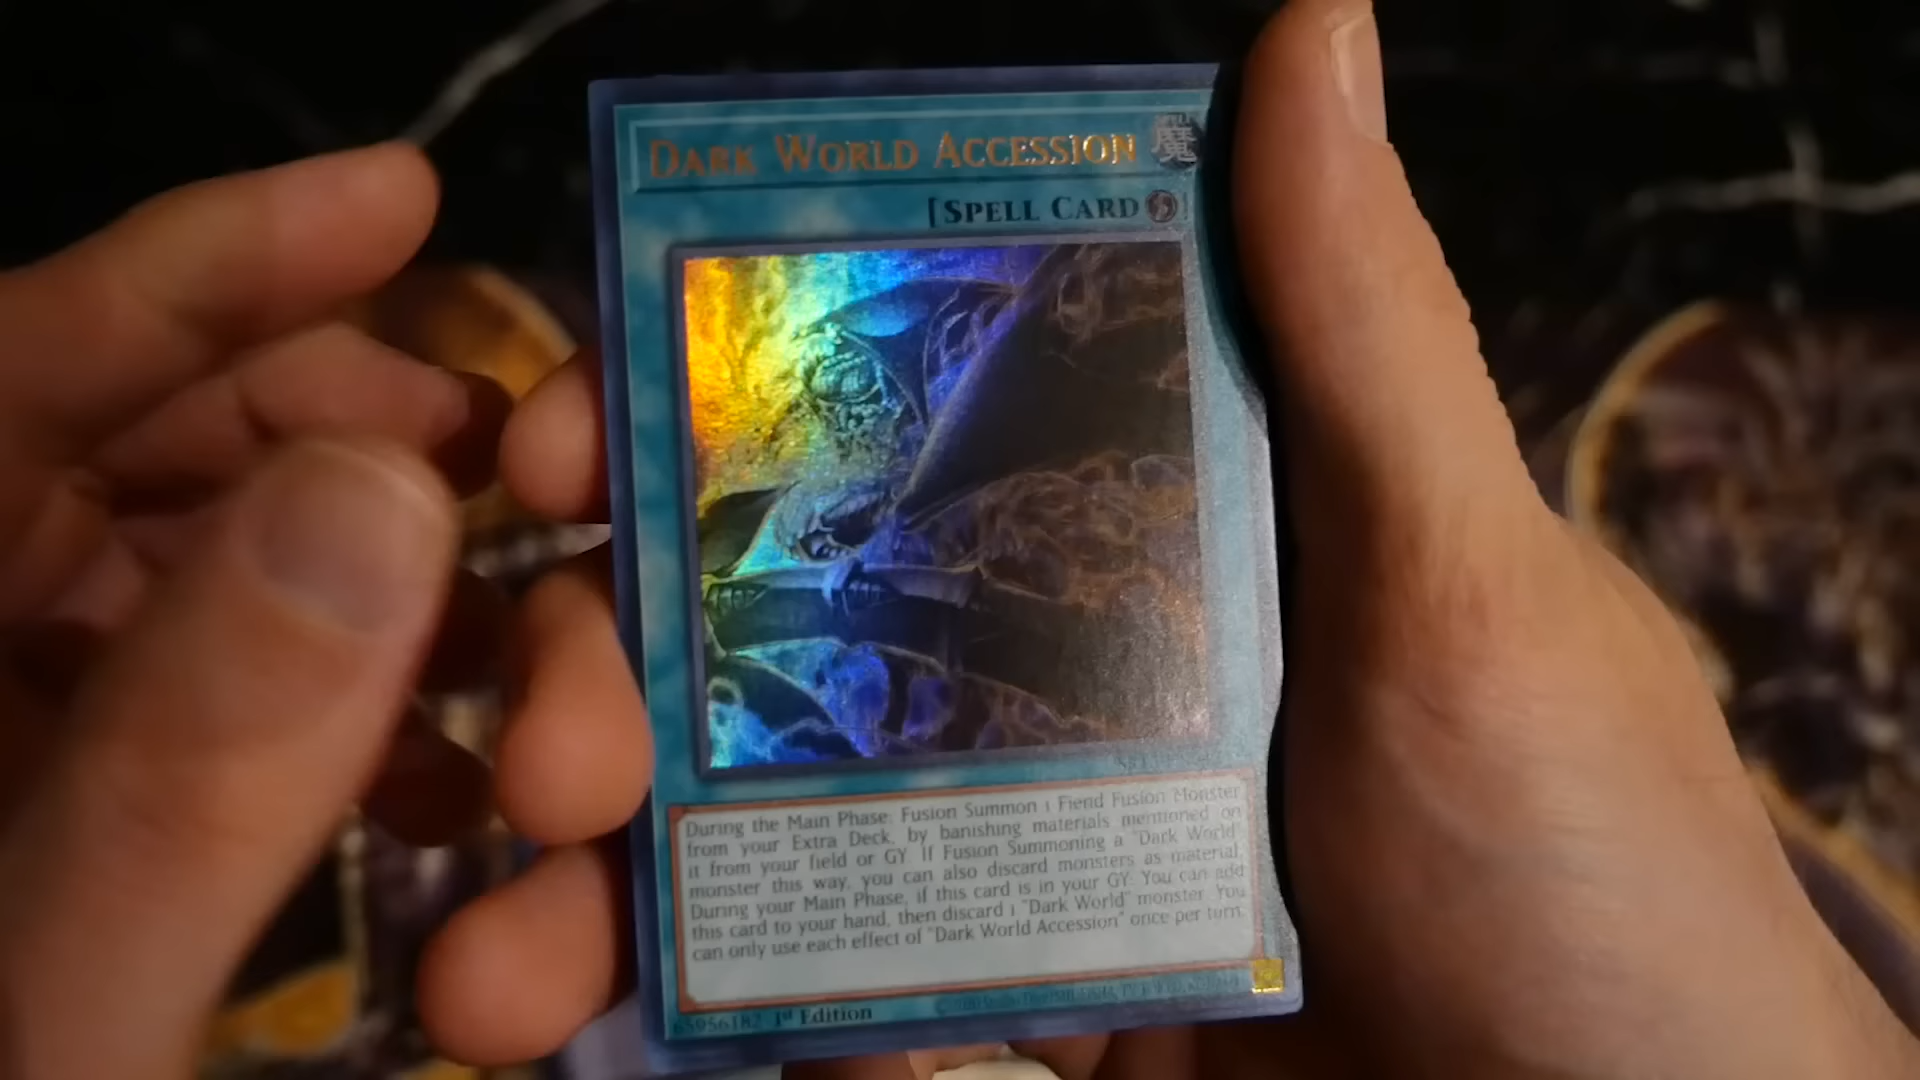 DARK WORLD ACCESSION
SPELL
魔
[SPELL CARD]
During the Main Phase: Fusion Summon 1 Fiend Fusion Monster
from your Extra Deck, by banishing materials mentioned on
it from your field or GY. If Fusion Summoning a "Dark World"
monster this way, you can also discard monsters as material.
During your Main Phase, if this card is in your GY: You can add
this card to your hand, then discard 1 "Dark World" monster. You
can only use each effect of "Dark World Accession" once per turn.
65956182 1st Edition